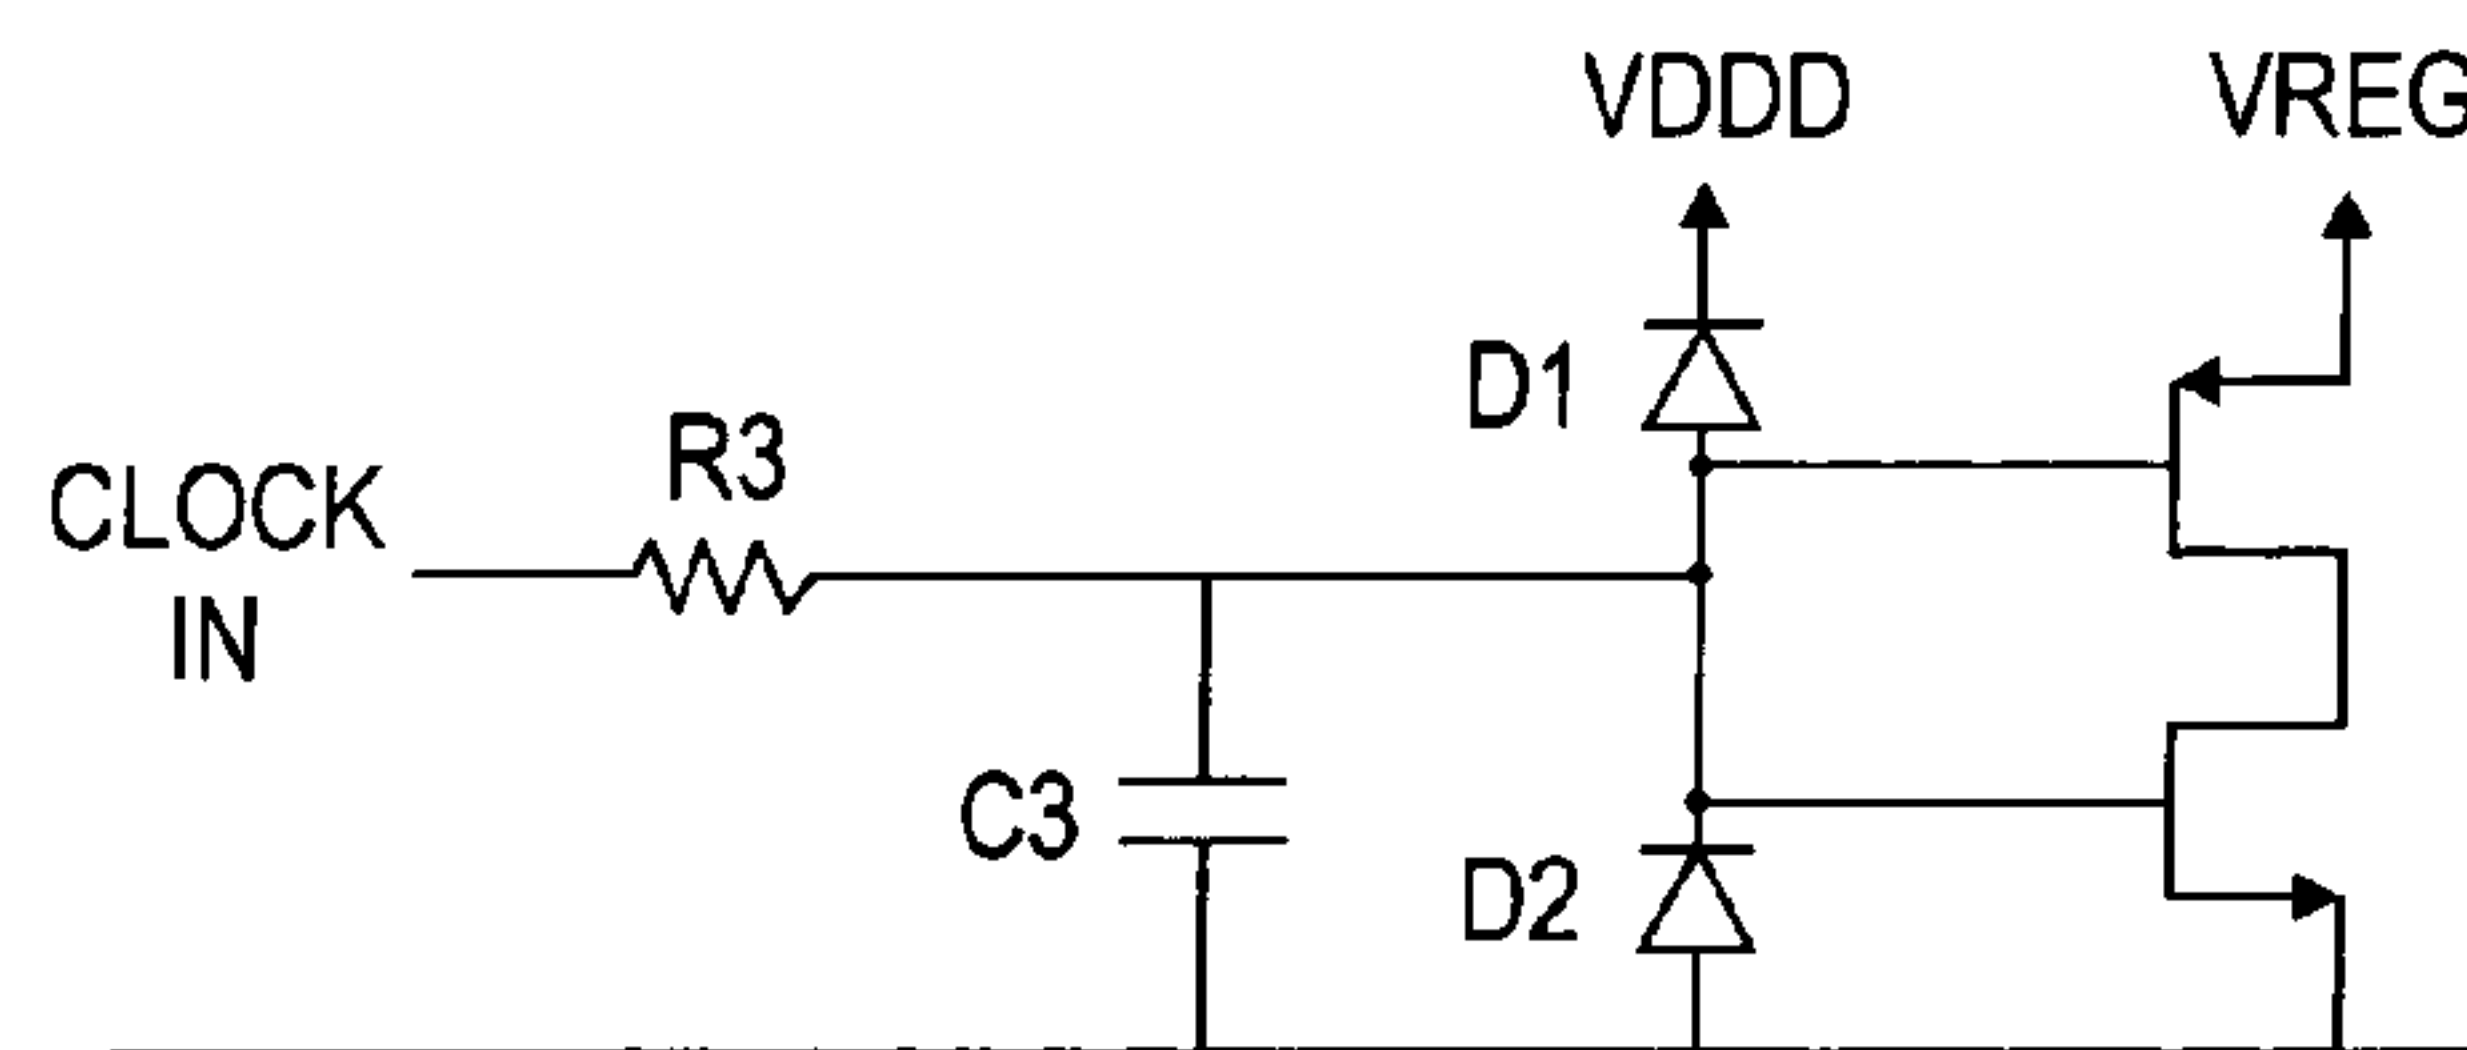 VDDD
VREG
D1
R3
CLOCK
IN
C3
D2